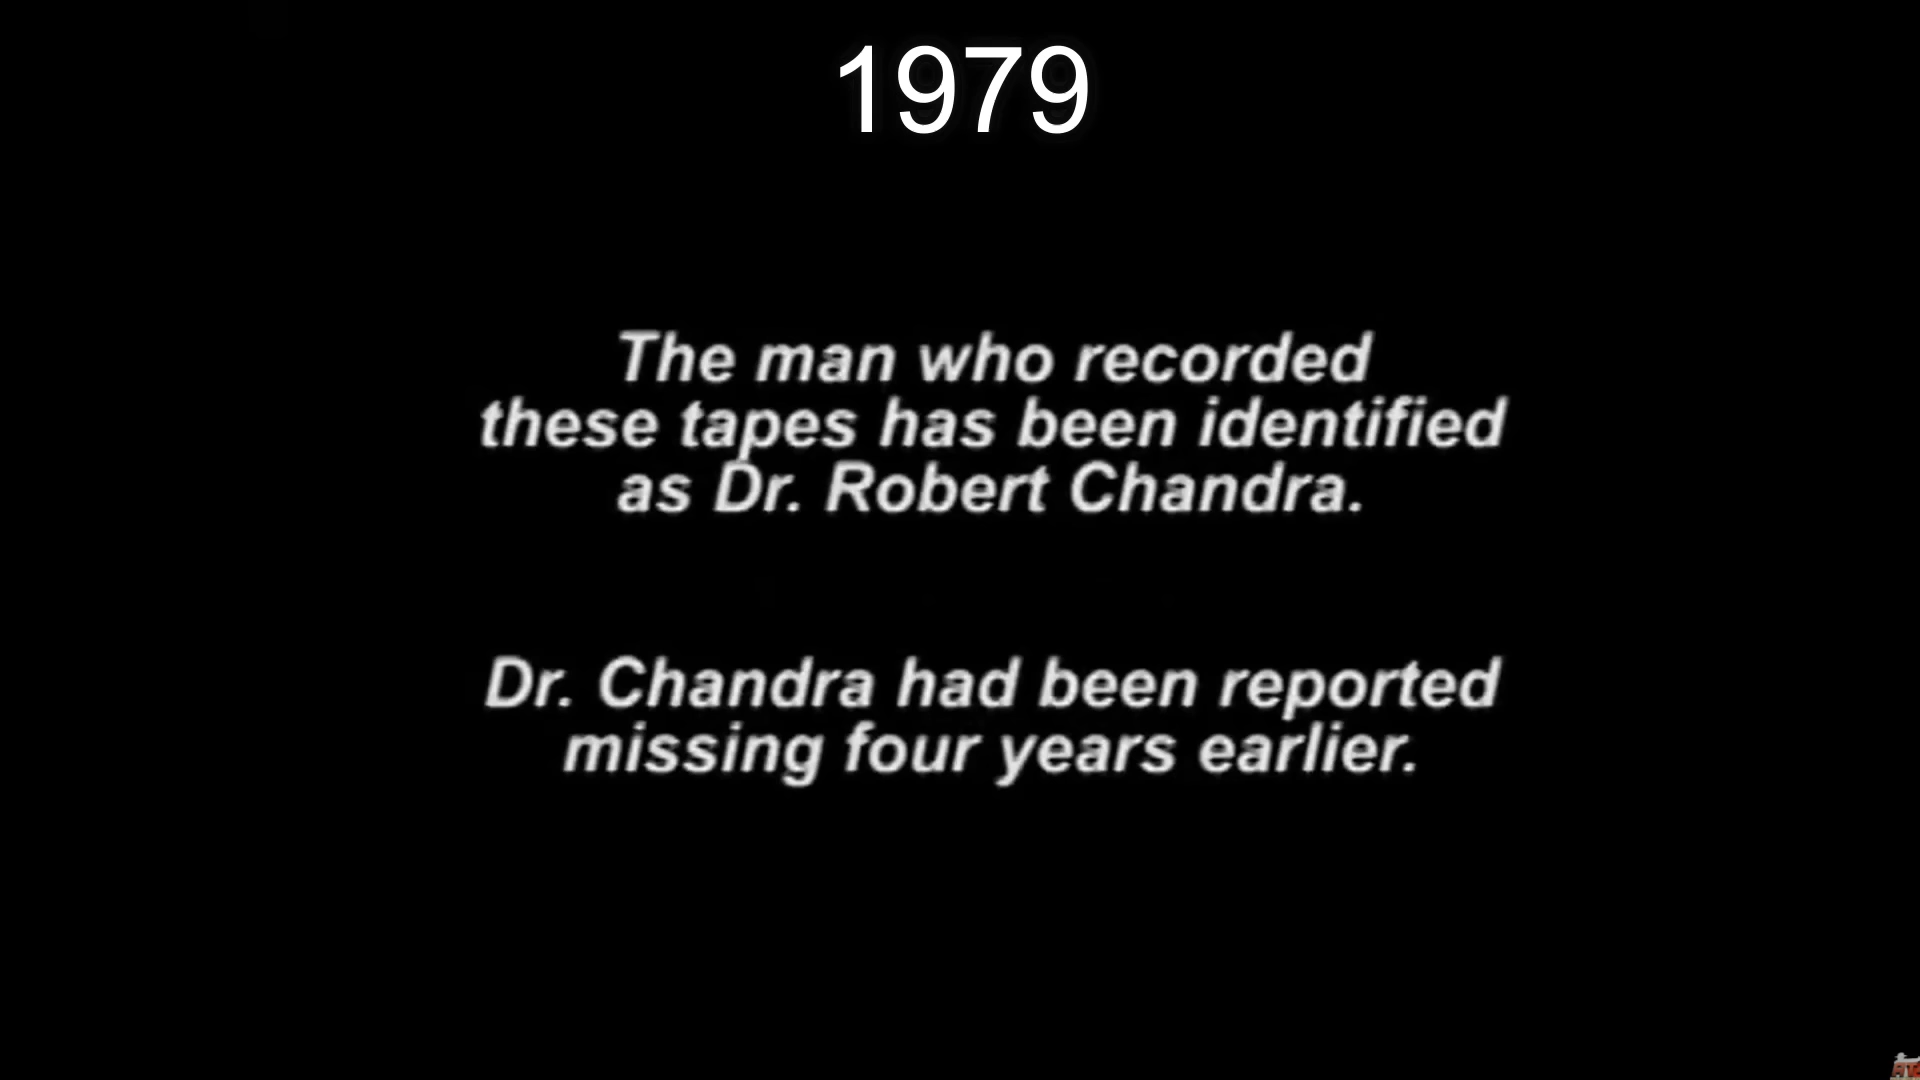 1979
The man who recorded
these tapes has been identified
as Dr. Robert Chandra.
Dr. Chandra had been reported
missing four years earlier.